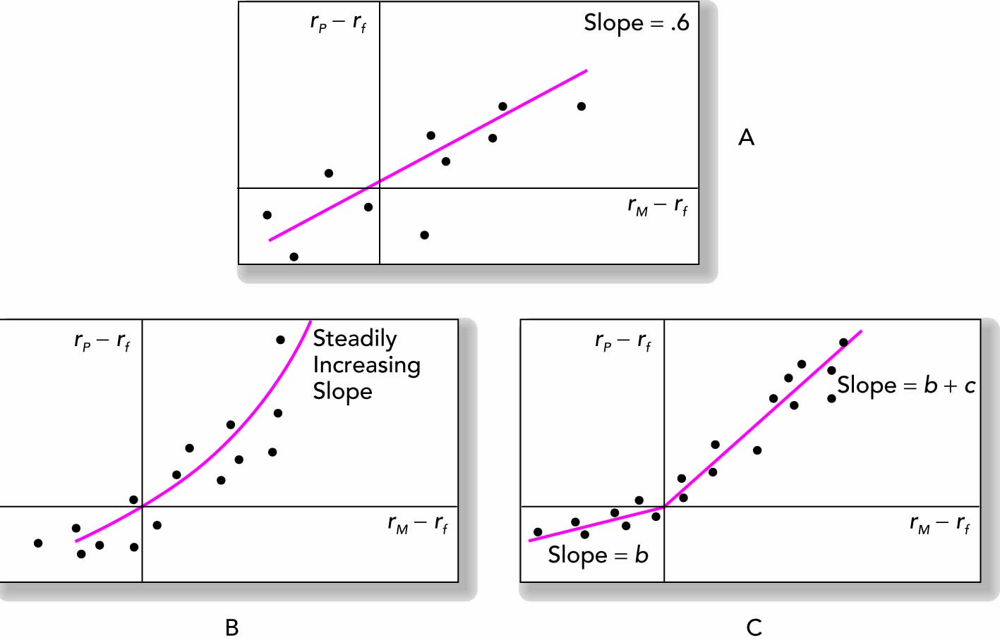 r_P − r_f
Slope = .6
r_M − r_f
A
r_P − r_f
Steadily
Increasing
Slope
r_M − r_f
B
r_P − r_f
Slope = b + c
r_M − r_f
Slope = b
C